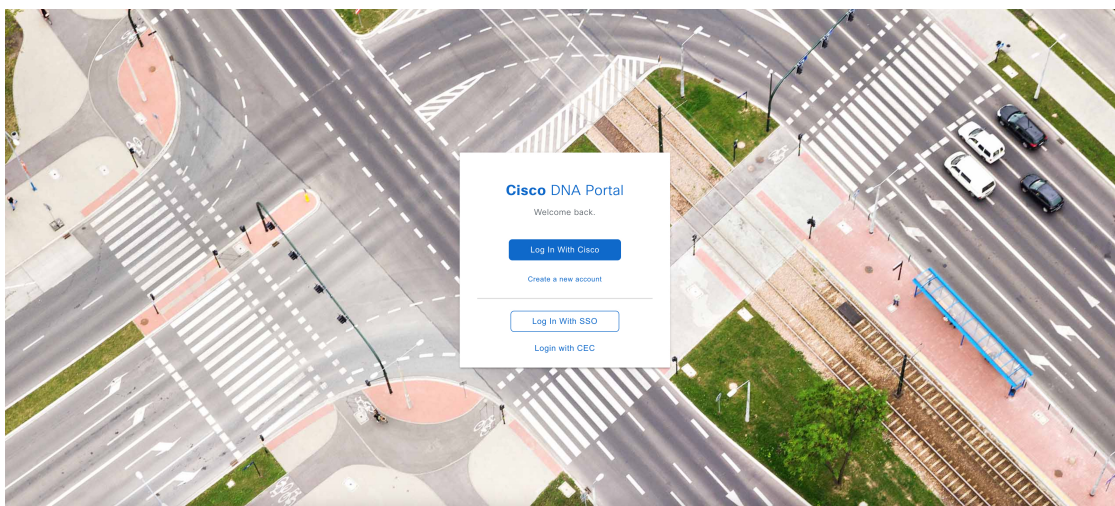 Cisco DNA Portal
Welcome back.
Log In With Cisco
Create a new account
Log In With SSO
Login with CEC